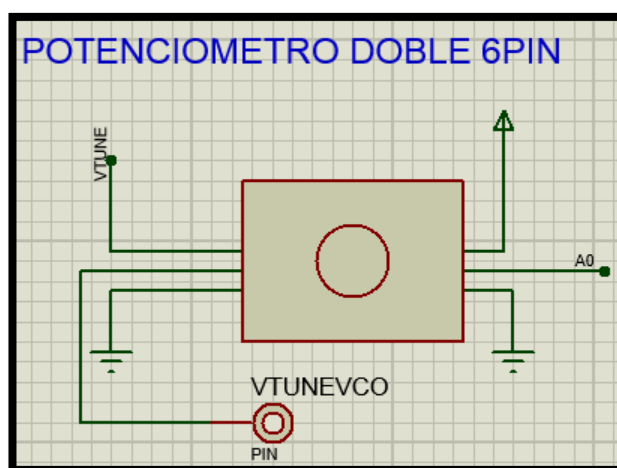 POTENCIOMETRO DOBLE 6PIN
VTUNE
A0
VTUNEVCO
PIN